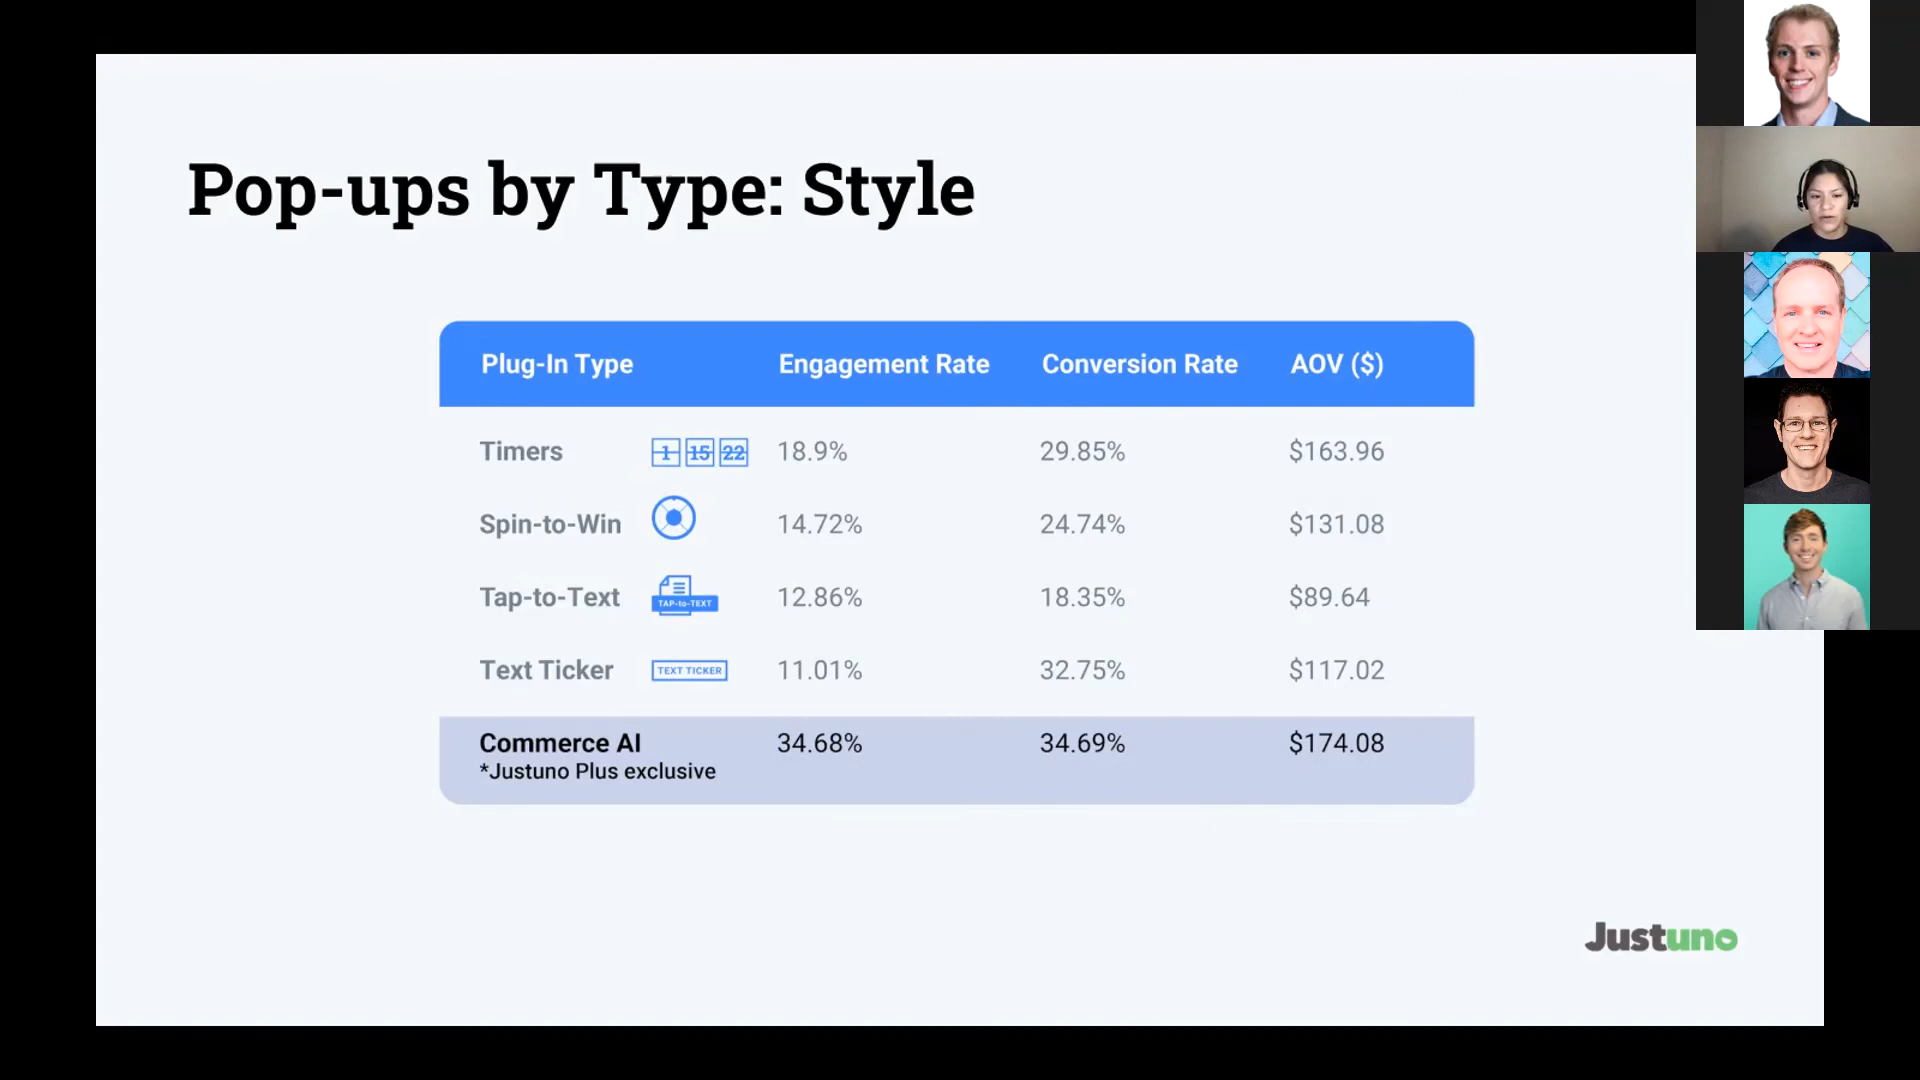 Pop-ups by Type: Style
Plug-In Type Engagement Rate Conversion Rate AOV ($)
Timers 1 15 22 18.9% 29.85% $163.96
Spin-to-Win 14.72% 24.74% $131.08
Tap-to-Text TAP-to-TEXT 12.86% 18.35% $89.64
Text Ticker TEXT TICKER 11.01% 32.75% $117.02
Commerce AI 34.68% 34.69% $174.08
*Justuno Plus exclusive
Justuno